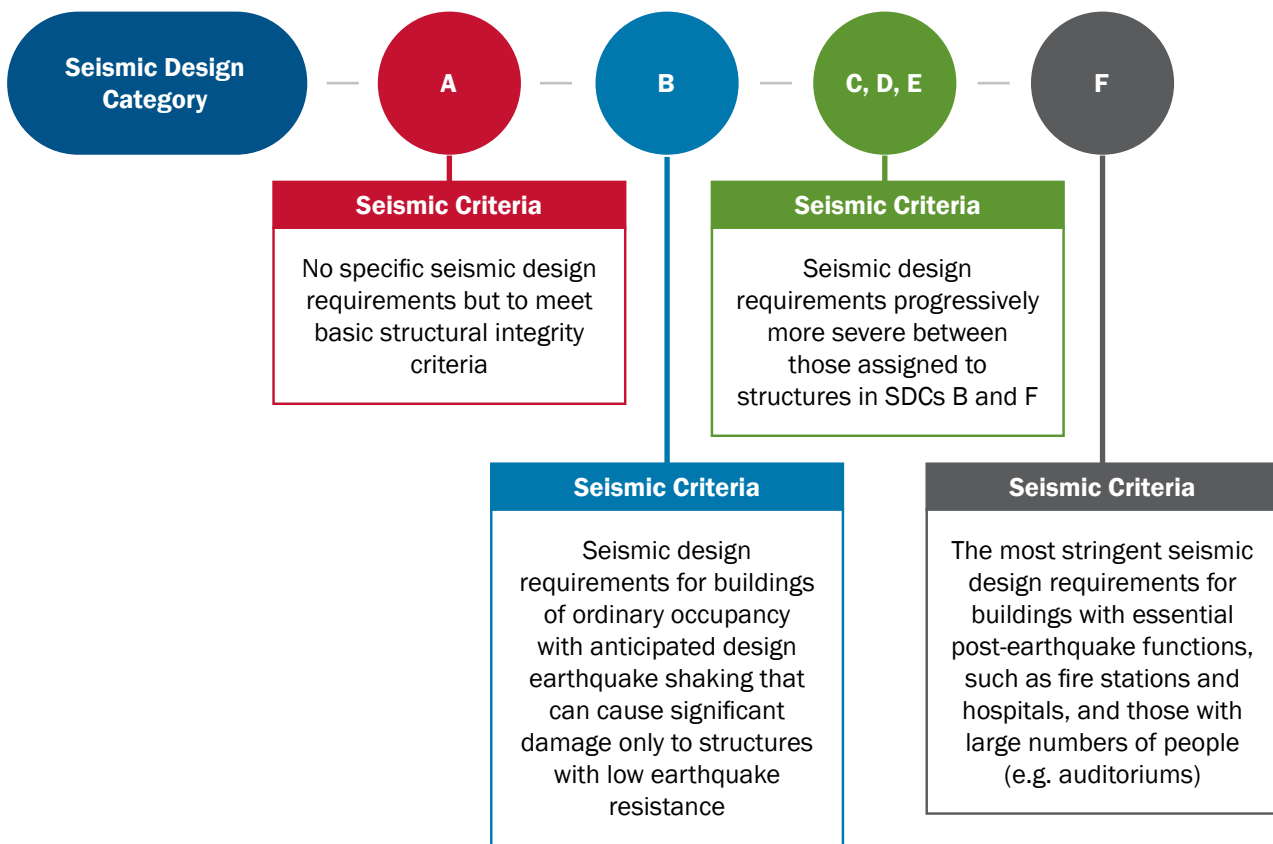 Seismic Design
Category
A
B
C, D, E
F
Seismic Criteria
No specific seismic design
requirements but to meet
basic structural integrity
criteria
Seismic Criteria
Seismic design
requirements for buildings
of ordinary occupancy
with anticipated design
earthquake shaking that
can cause significant
damage only to structures
with low earthquake
resistance
Seismic Criteria
Seismic design
requirements progressively
more severe between
those assigned to
structures in SDCs B and F
Seismic Criteria
The most stringent seismic
design requirements for
buildings with essential
post-earthquake functions,
such as fire stations and
hospitals, and those with
large numbers of people
(e.g. auditoriums)